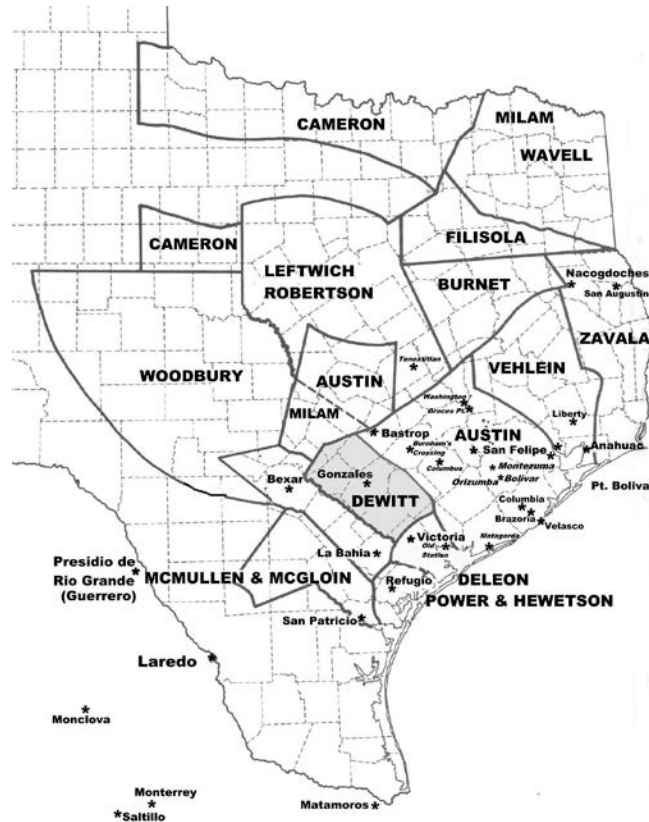 CAMERON
MILAM
WAVELL
CAMERON
FILISOLA
LEFTWICH
ROBERTSON
BURNET
Nacogdoches
San Augustin
ZAVALA
WOODBURY
AUSTIN
MILAM
Tenoxtitlan
VEHLEIN
Washington
Groces Pt.
Liberty
Bastrop
Burnham's
Crossing
AUSTIN
San Felipe
Anahuac
Columbus
Montezuma
Orizumba
Bolivar
Pt. Boliva
Bexar
Gonzales
DEWITT
Columbia
Brazoria
Velasco
Victoria
Old
Station
Matagorda
La Bahia
Presidio de
Rio Grande
(Guerrero)
MCMULLEN & MCGLOIN
Refugio
DELEON
POWER & HEWETSON
San Patricio
Laredo
Monclova
Monterrey
Saltillo
Matamoros